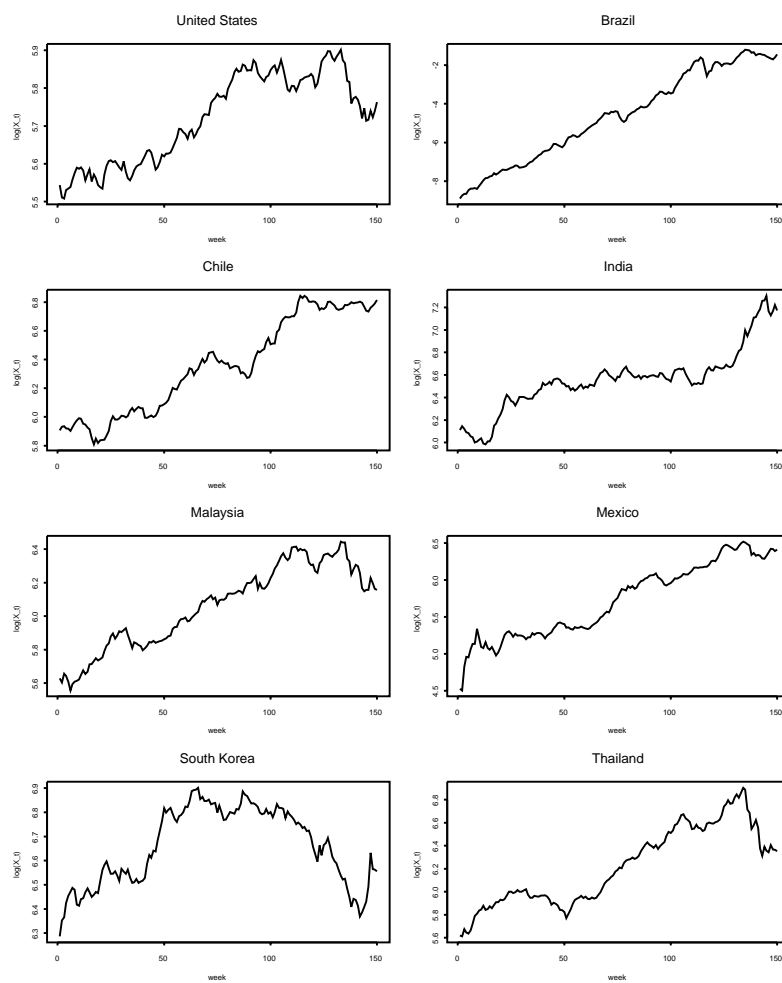 United States
log(X_t)
5.9
5.8
5.7
5.6
5.5
0 50 100 150
week
Brazil
log(X_t)
-2
-4
-6
-8
0 50 100 150
week
Chile
log(X_t)
6.8
6.6
6.4
6.2
6.0
5.8
0 50 100 150
week
India
log(X_t)
7.2
7.0
6.8
6.6
6.4
6.2
6.0
0 50 100 150
week
Malaysia
log(X_t)
6.4
6.2
6.0
5.8
5.6
0 50 100 150
week
Mexico
log(X_t)
6.5
6.0
5.5
5.0
4.5
0 50 100 150
week
South Korea
log(X_t)
6.9
6.8
6.7
6.6
6.5
6.4
6.3
0 50 100 150
week
Thailand
log(X_t)
6.8
6.6
6.4
6.2
6.0
5.8
5.6
0 50 100 150
week